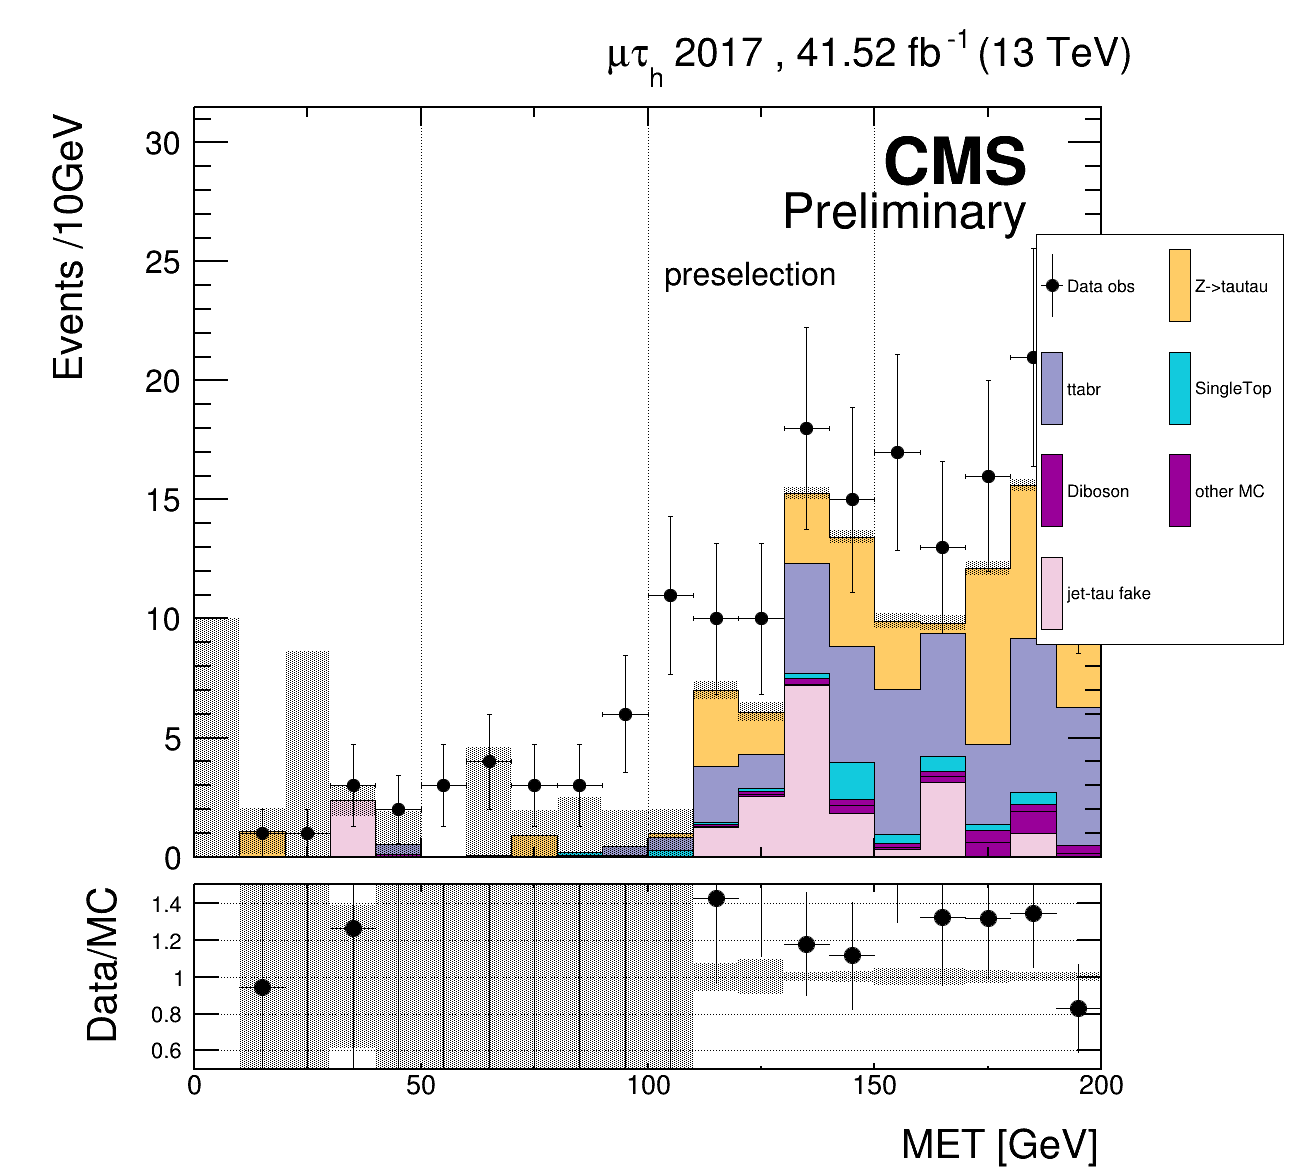 μτh 2017 , 41.52 fb-1 (13 TeV)
Events /10GeV
30
25
20
15
10
5
0
CMS
Preliminary
preselection
Data obs
Z->tautau
ttabr
SingleTop
Diboson
other MC
jet-tau fake
Data/MC
1.4
1.2
1
0.8
0.6
0
50
100
150
200
MET [GeV]